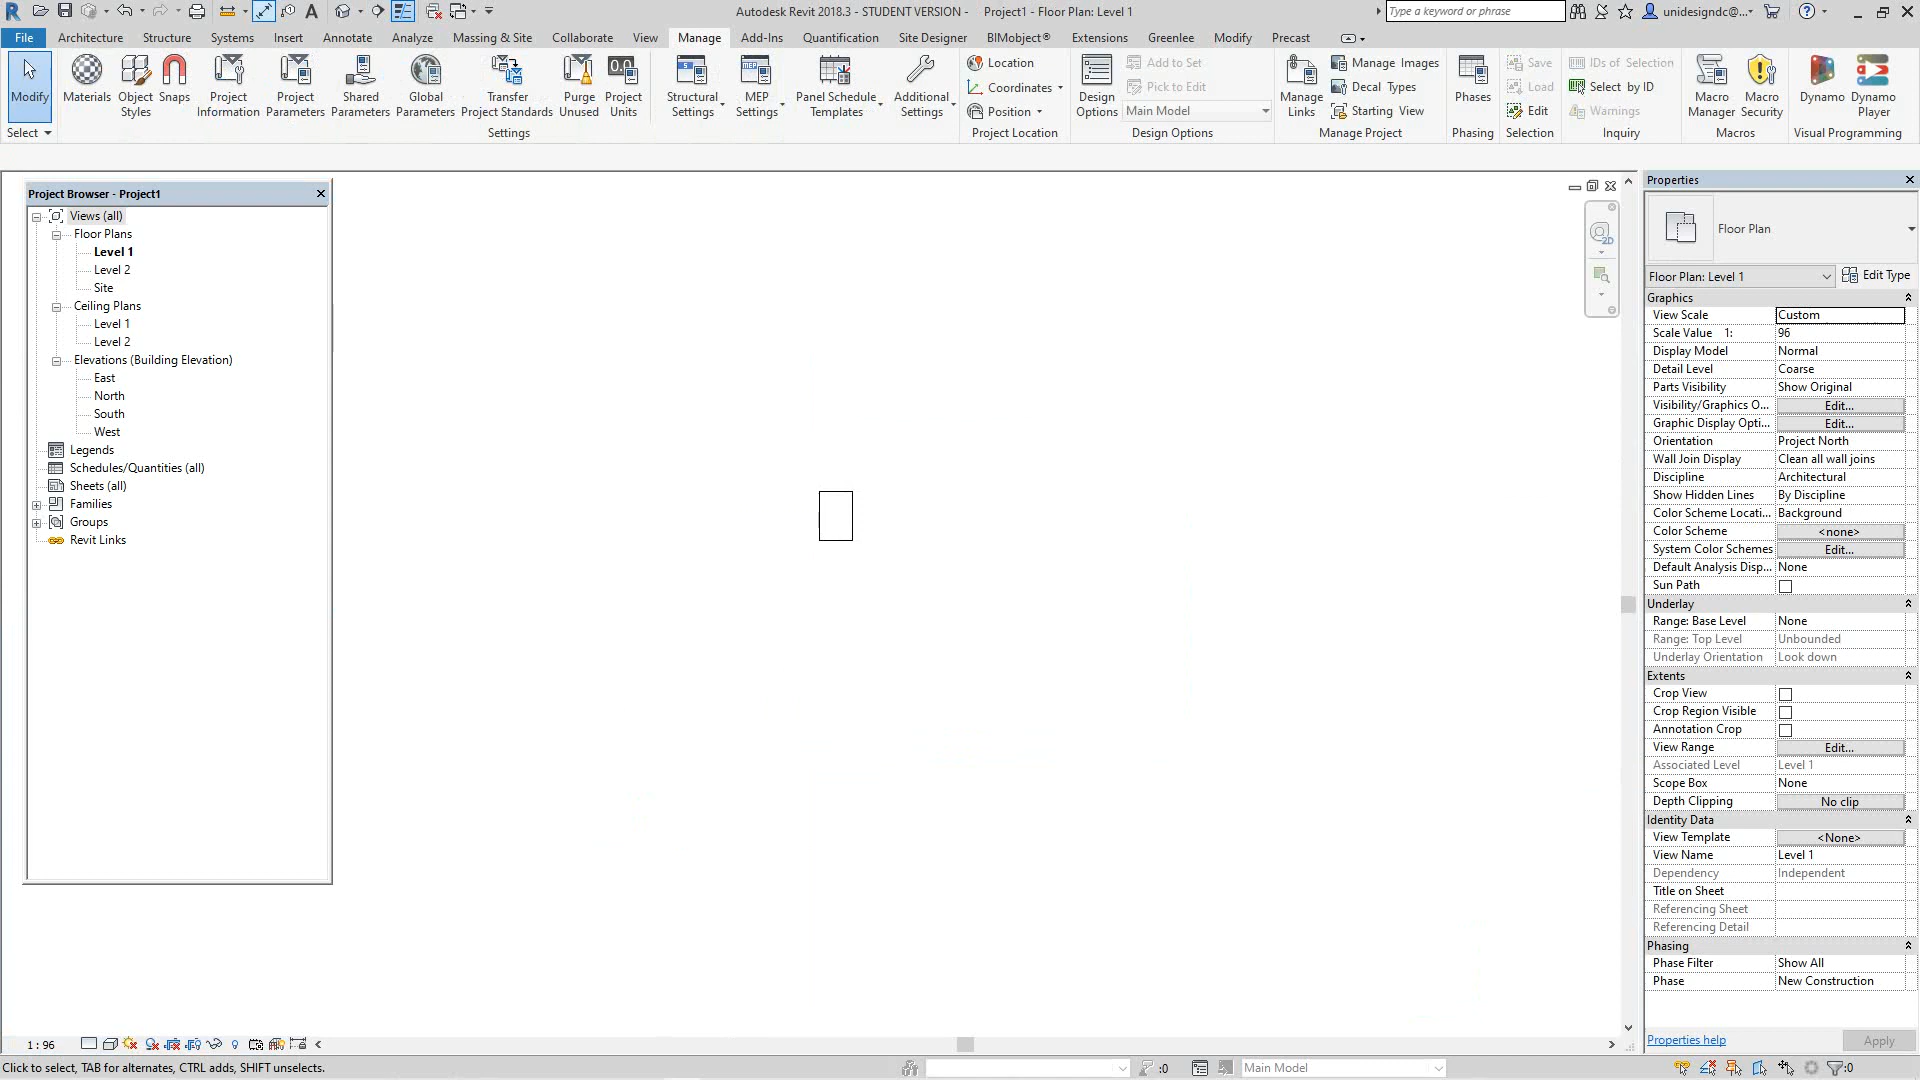 Autodesk Revit 2018.3 - STUDENT VERSION - Project1 - Floor Plan: Level 1
Type a keyword or phrase
unidesigndc@...
File Architecture Structure Systems Insert Annotate Analyze Massing & Site Collaborate View Manage Add-Ins Quantification Site Designer BIMobject® Extensions Greenlee Modify Precast
Modify
Materials
Object Styles
Snaps
Project Information
Project Parameters
Shared Parameters
Global Parameters
Transfer Project Standards
Purge Unused
Project Units
Structural Settings
MEP Settings
Panel Schedule Templates
Additional Settings
Location
Coordinates
Position
Design Options
Add to Set
Pick to Edit
Main Model
Manage Links
Manage Images
Decal Types
Starting View
Phases
Save
Load
Edit
IDs of Selection
Select by ID
Warnings
Macro Manager
Macro Security
Dynamo
Dynamo Player
Select
Settings
Project Location
Design Options
Manage Project
Phasing
Selection
Inquiry
Macros
Visual Programming
Project Browser - Project1
Views (all)
Floor Plans
Level 1
Level 2
Site
Ceiling Plans
Level 1
Level 2
Elevations (Building Elevation)
East
North
South
West
Legends
Schedules/Quantities (all)
Sheets (all)
Families
Groups
Revit Links
2D
Properties
Floor Plan
Floor Plan: Level 1
Edit Type
Graphics
View Scale Custom
Scale Value 1: 96
Display Model Normal
Detail Level Coarse
Parts Visibility Show Original
Visibility/Graphics O... Edit...
Graphic Display Opti... Edit...
Orientation Project North
Wall Join Display Clean all wall joins
Discipline Architectural
Show Hidden Lines By Discipline
Color Scheme Locati... Background
Color Scheme <none>
System Color Schemes Edit...
Default Analysis Disp... None
Sun Path
Underlay
Range: Base Level None
Range: Top Level Unbounded
Underlay Orientation Look down
Extents
Crop View
Crop Region Visible
Annotation Crop
View Range Edit...
Associated Level Level 1
Scope Box None
Depth Clipping No clip
Identity Data
View Template <None>
View Name Level 1
Dependency Independent
Title on Sheet
Referencing Sheet
Referencing Detail
Phasing
Phase Filter Show All
Phase New Construction
Properties help
Apply
1 : 96
Click to select, TAB for alternates, CTRL adds, SHIFT unselects.
:0
Main Model
:0